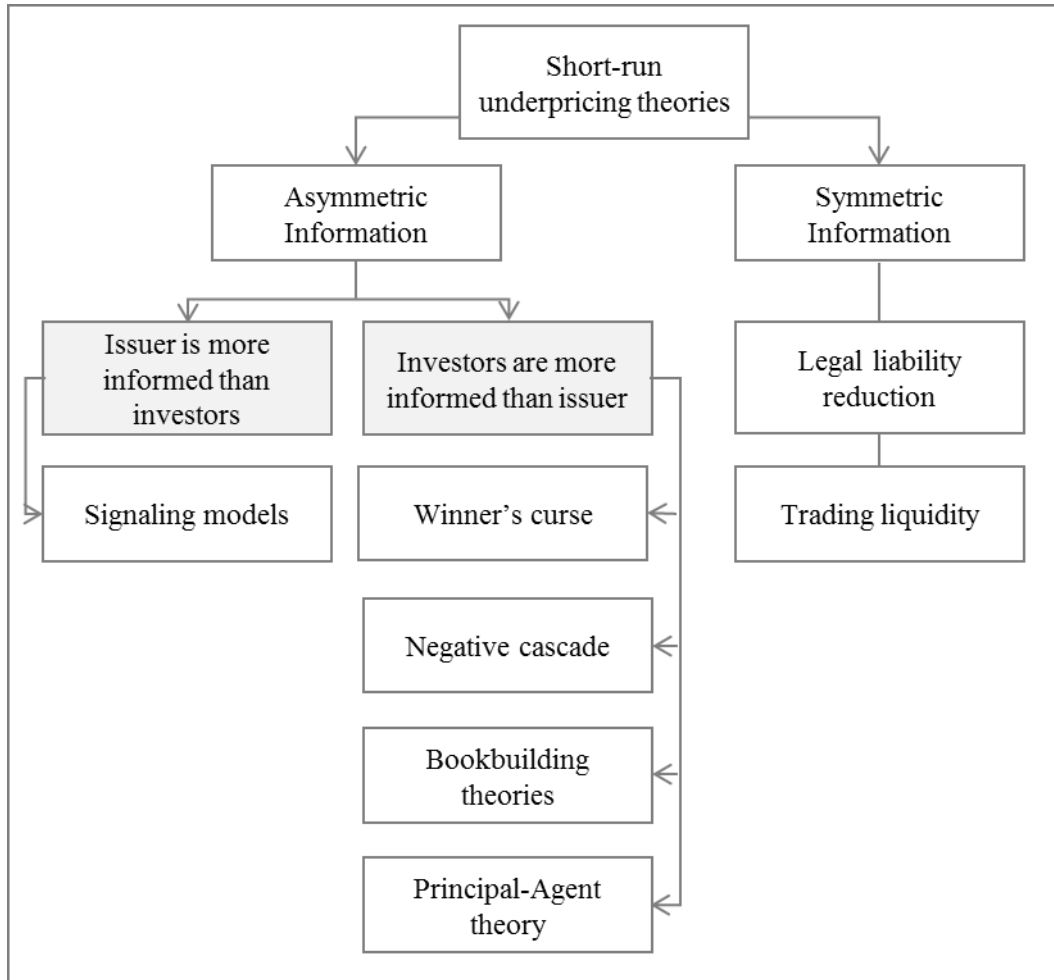 Short-run
underpricing theories
Asymmetric
Information
Symmetric
Information
Issuer is more
informed than
investors
Investors are more
informed than issuer
Legal liability
reduction
Signaling models
Winner’s curse
Trading liquidity
Negative cascade
Bookbuilding
theories
Principal-Agent
theory